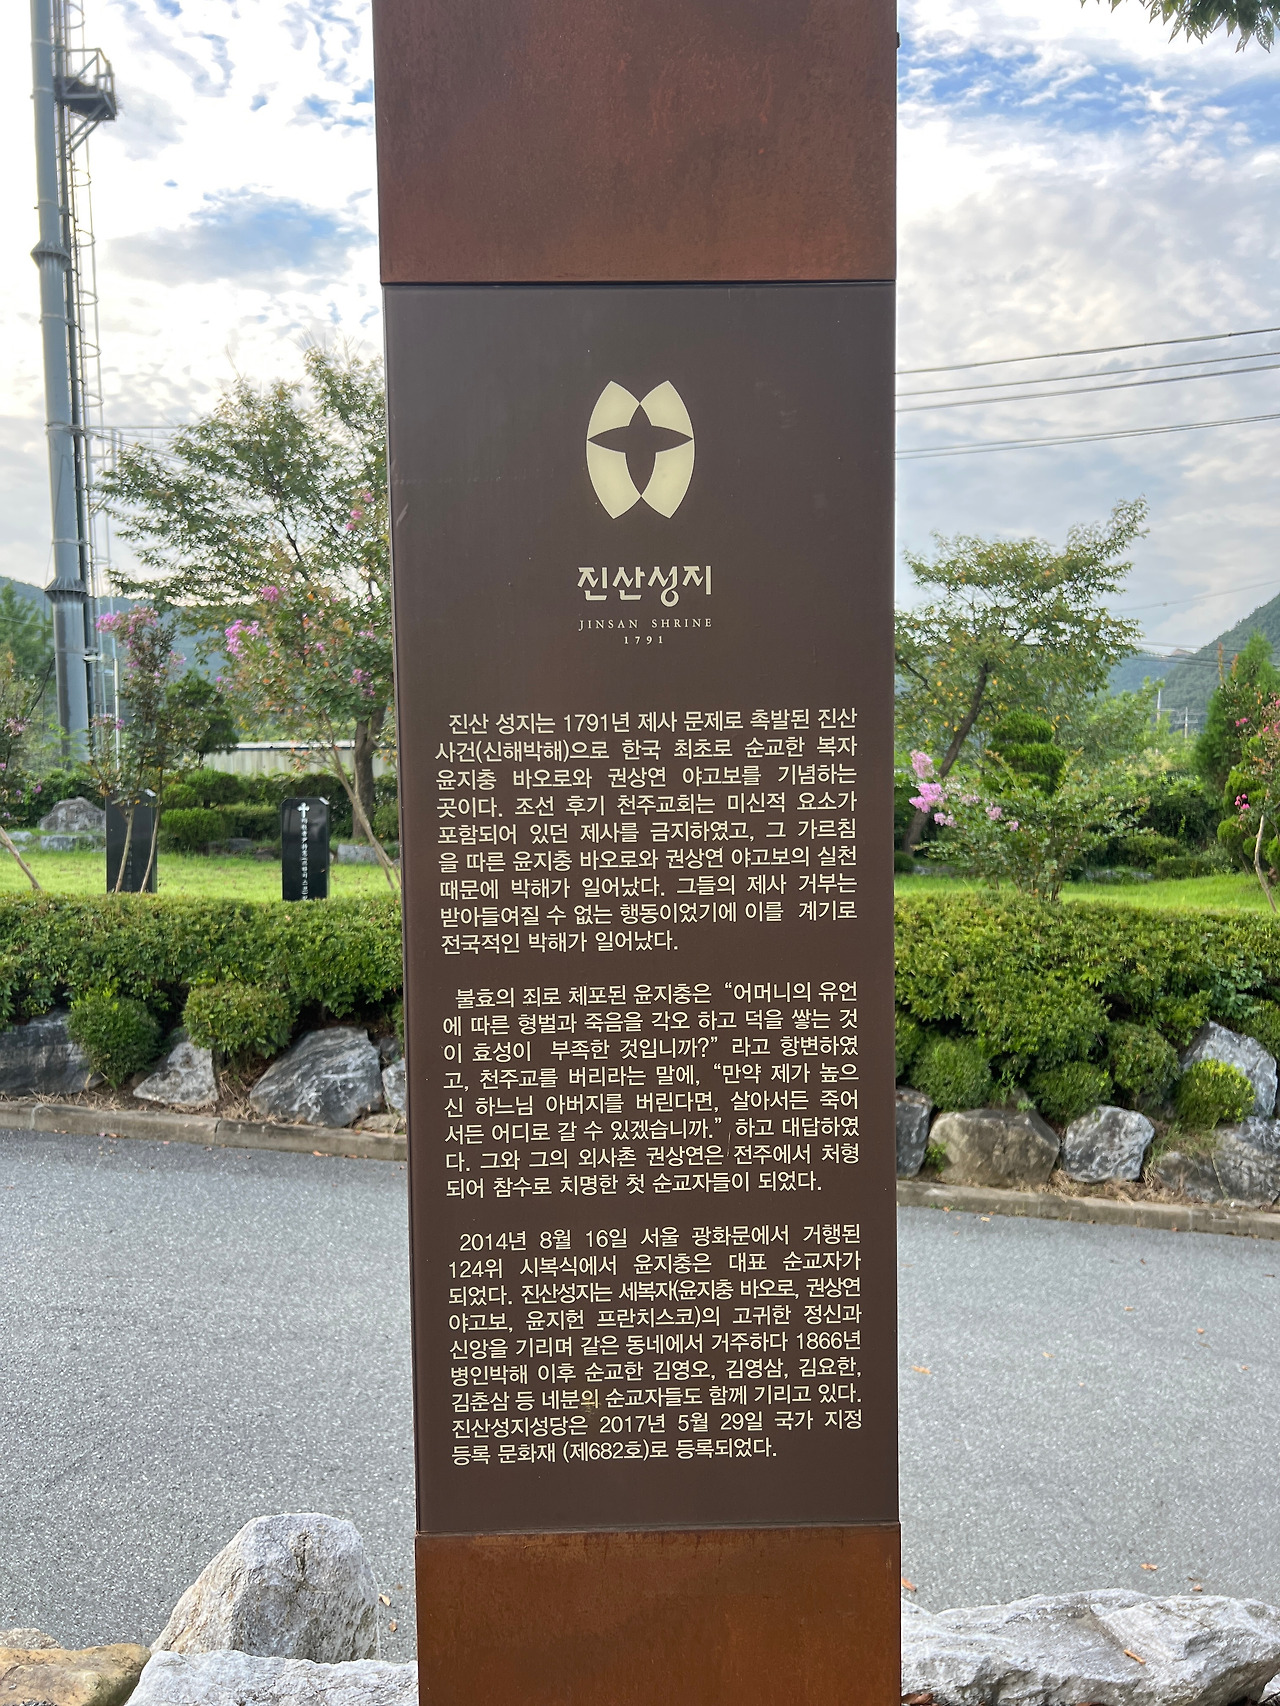 진산성지
JINSAN SHRINE
1791
진산 성지는 1791년 제사 문제로 촉발된 진산
사건(신해박해)으로 한국 최초로 순교한 복자
윤지충 바오로와 권상연 야고보를 기념하는
곳이다. 조선 후기 천주교회는 미신적 요소가
포함되어 있던 제사를 금지하였고, 그 가르침
을 따른 윤지충 바오로와 권상연 야고보의 실천
때문에 박해가 일어났다. 그들의 제사 거부는
받아들여질 수 없는 행동이었기에 이를 계기로
전국적인 박해가 일어났다.
불효의 죄로 체포된 윤지충은 “어머니의 유언
에 따른 형벌과 죽음을 각오 하고 덕을 쌓는 것
이 효성이 부족한 것입니까?” 라고 항변하였
고, 천주교를 버리라는 말에, “만약 제가 높으
신 하느님 아버지를 버린다면, 살아서든 죽어
서든 어디로 갈 수 있겠습니까.” 하고 대답하였
다. 그와 그의 외사촌 권상연은 전주에서 처형
되어 참수로 치명한 첫 순교자들이 되었다.
2014년 8월 16일 서울 광화문에서 거행된
124위 시복식에서 윤지충은 대표 순교자가
되었다. 진산성지는 세복자(윤지충 바오로, 권상연
야고보, 윤지헌 프란치스코)의 고귀한 정신과
신앙을 기리며 같은 동네에서 거주하다 1866년
병인박해 이후 순교한 김영오, 김영삼, 김요한,
김춘삼 등 네분의 순교자들도 함께 기리고 있다.
진산성지성당은 2017년 5월 29일 국가 지정
등록 문화재 (제682호)로 등록되었다.